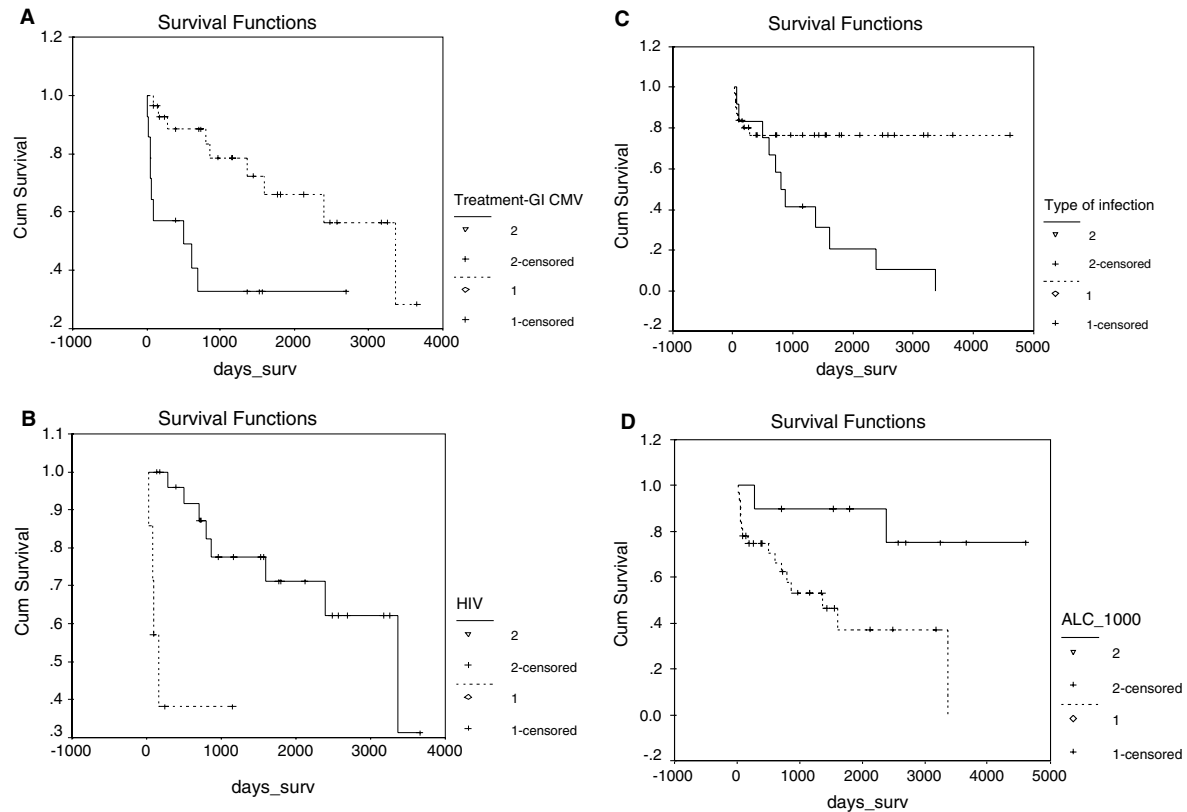 A
Survival Functions
1.2
1.0
.8
.6
.4
.2
-1000
0
1000
2000
3000
4000
Cum Survival
days_surv
Treatment-GI CMV
2
2-censored
1
1-censored
B
Survival Functions
1.1
1.0
.9
.8
.7
.6
.5
.4
.3
-1000
0
1000
2000
3000
4000
Cum Survival
days_surv
HIV
2
2-censored
1
1-censored
C
Survival Functions
1.2
1.0
.8
.6
.4
.2
0.0
-.2
-1000
0
1000
2000
3000
4000
5000
Cum Survival
days_surv
Type of infection
2
2-censored
1
1-censored
D
Survival Functions
1.2
1.0
.8
.6
.4
.2
0.0
-.2
-1000
0
1000
2000
3000
4000
5000
Cum Survival
days_surv
ALC_1000
2
2-censored
1
1-censored